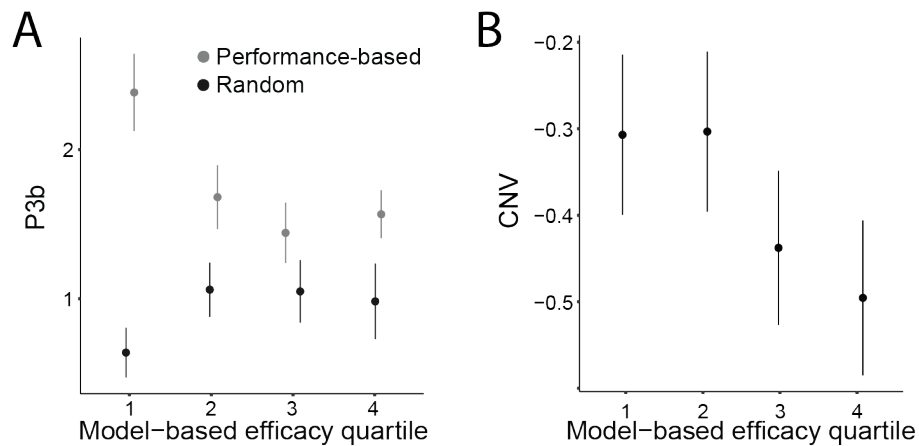 A
Performance-based
Random
P3b
2
1
1 2 3 4
Model-based efficacy quartile
B
CNV
−0.2
−0.3
−0.4
−0.5
1 2 3 4
Model-based efficacy quartile